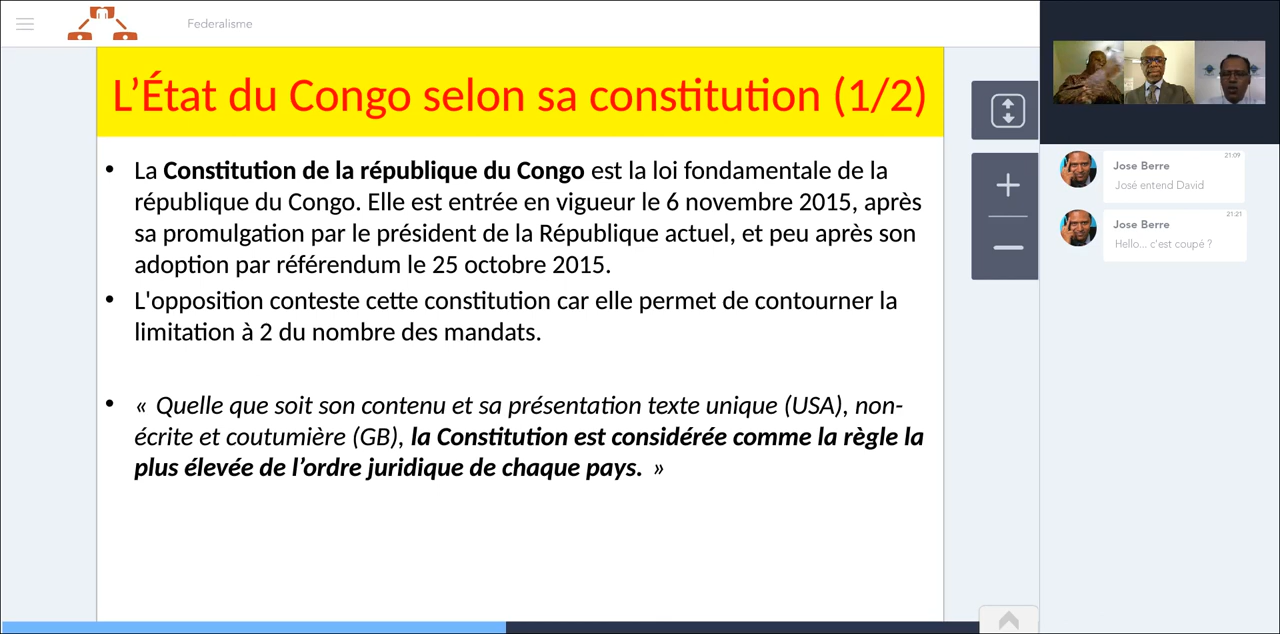 Federalisme
L’État du Congo selon sa constitution (1/2)
• La Constitution de la république du Congo est la loi fondamentale de la
république du Congo. Elle est entrée en vigueur le 6 novembre 2015, après
sa promulgation par le président de la République actuel, et peu après son
adoption par référendum le 25 octobre 2015.
• L'opposition conteste cette constitution car elle permet de contourner la
limitation à 2 du nombre des mandats.
• « Quelle que soit son contenu et sa présentation texte unique (USA), non-
écrite et coutumière (GB), la Constitution est considérée comme la règle la
plus élevée de l’ordre juridique de chaque pays. »
21:09
Jose Berre
José entend David
21:21
Jose Berre
Hello... c'est coupé ?